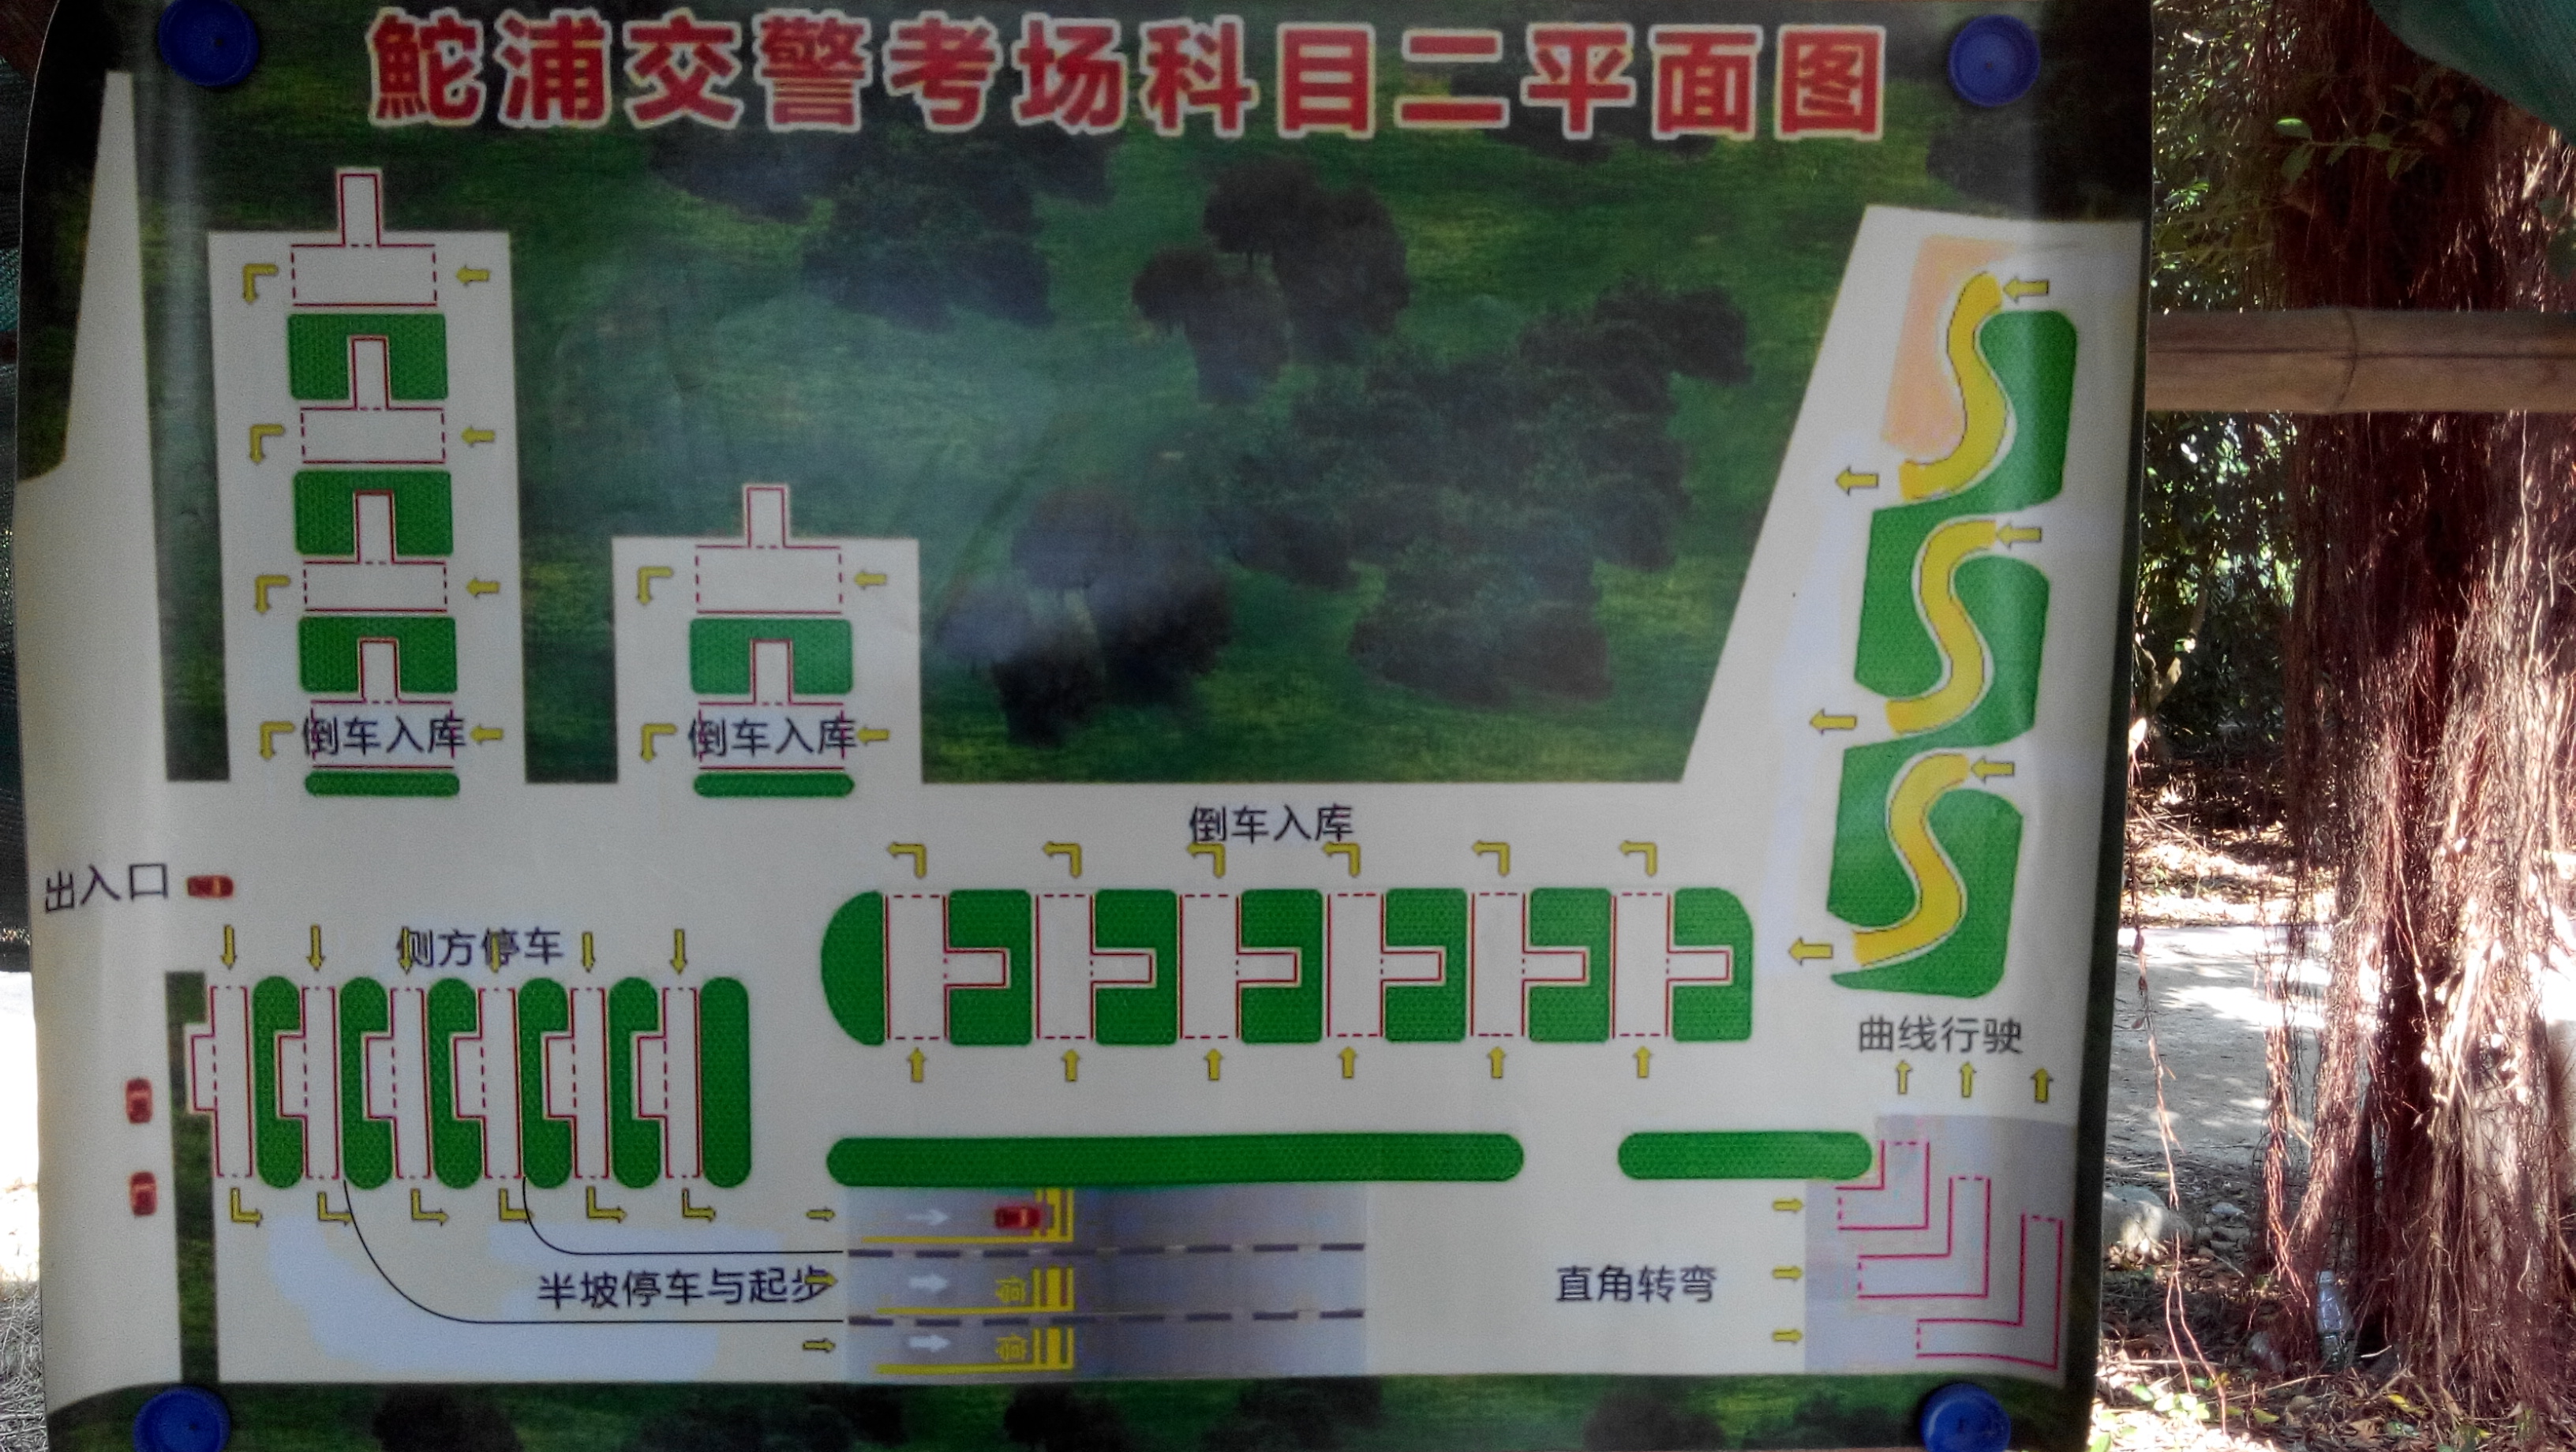 鮀浦交警考场科目二平面图
倒车入库
倒车入库
倒车入库
出入口
侧方停车
曲线行驶
半坡停车与起步
停
停
直角转弯